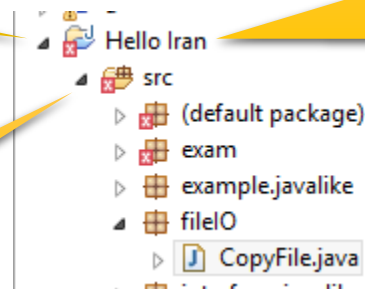 Hello Iran
src
(default package)
exam
example.javalike
fileIO
CopyFile.java